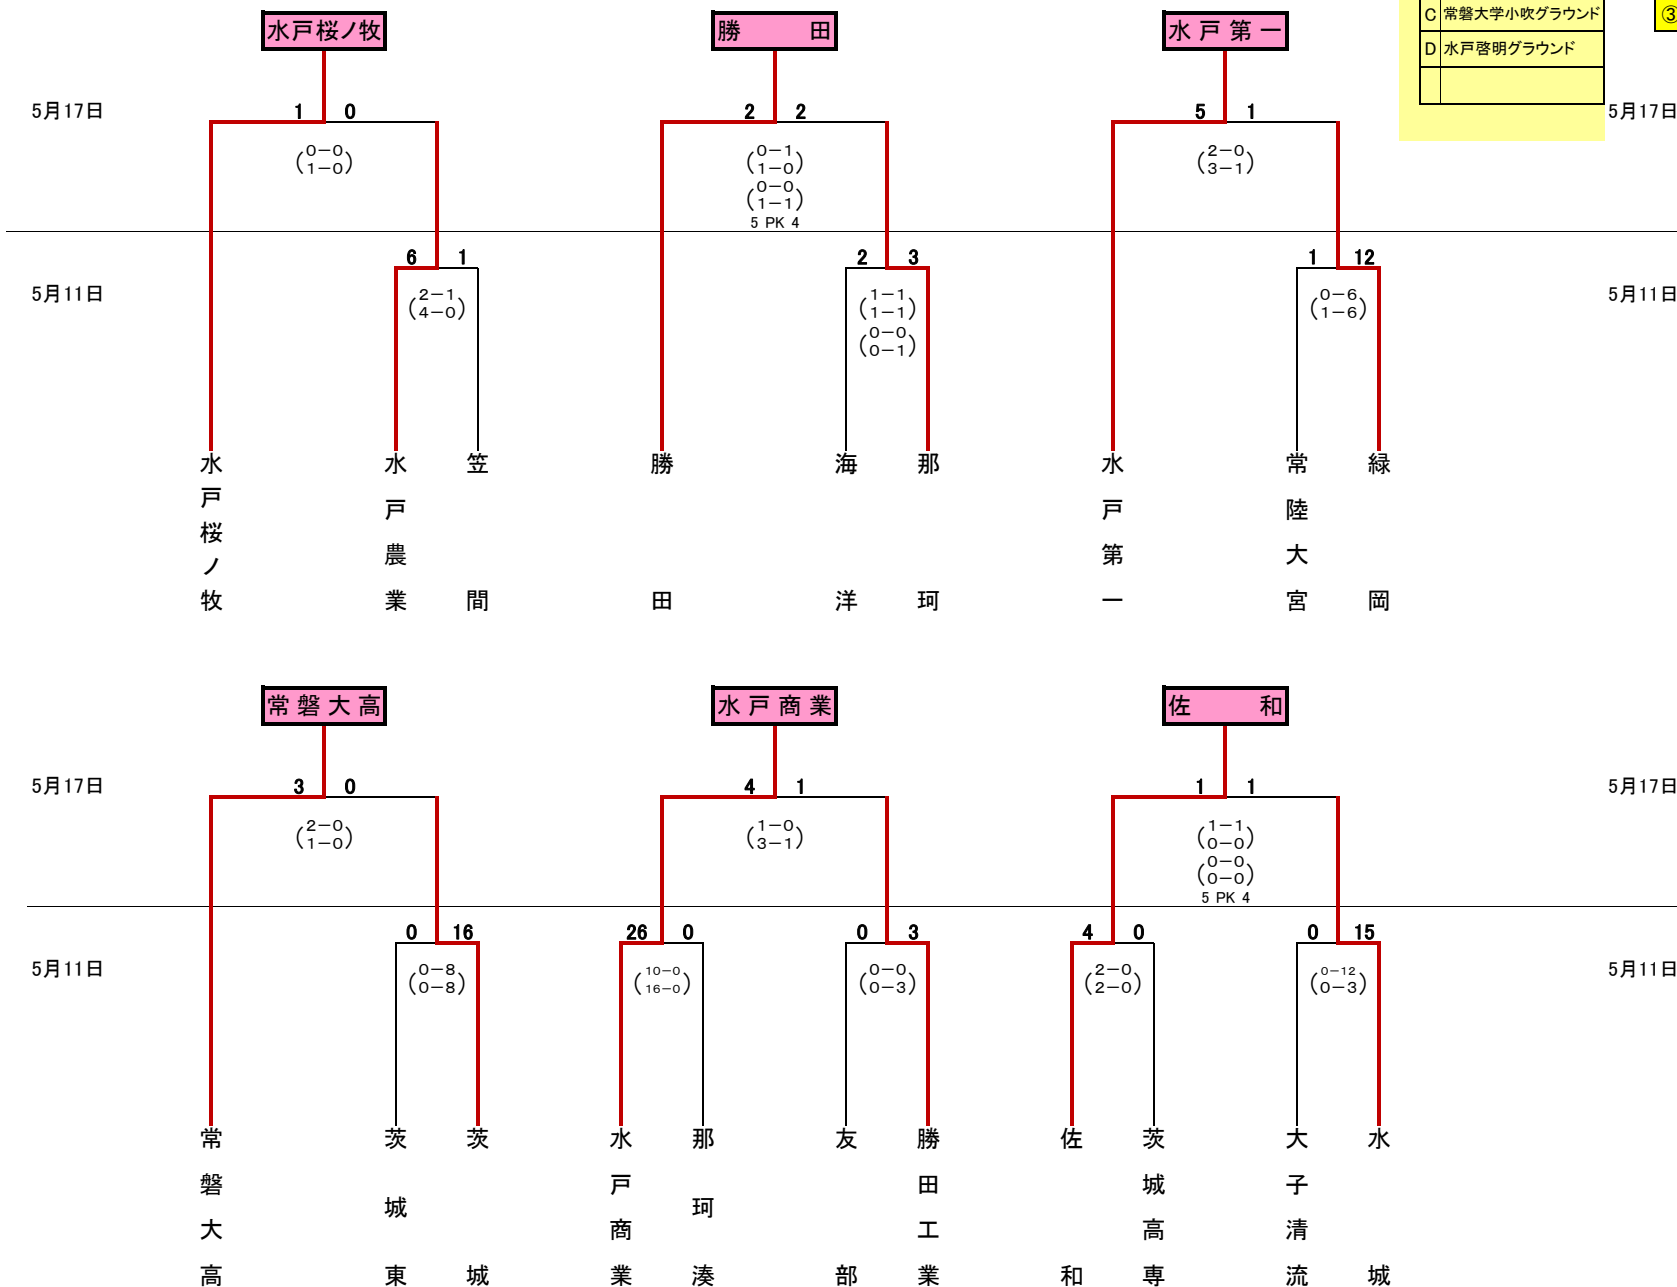 C 常磐大学小吹グラウンド
③
D 水戸啓明グラウンド
水戸桜ノ牧 勝 田 水戸第一
5月17日 1 0 2 2 5 1 5月17日
(0-0 1-0) (0-1 1-0) (2-0 3-1)
(0-0 1-1)
5 PK 4
5月11日 6 1 2 3 1 12 5月11日
(2-1 4-0) (1-1 1-1) (0-6 1-6)
(0-0 0-1)
水戸桜ノ牧
水戸農業
笠間
勝田
海洋
那珂
水戸第一
常陸大宮
緑岡
常磐大高 水戸商業 佐 和
5月17日 3 0 4 1 1 1 5月17日
(2-0 1-0) (1-0 3-1) (1-1 0-0)
(0-0 0-0)
5 PK 4
5月11日 0 16 26 0 0 3 4 0 0 15 5月11日
(0-8 0-8) (10-0 16-0) (0-0 0-3) (2-0 2-0) (0-12 0-3)
常磐大高
茨城東
茨城
水戸商業
那珂湊
友部
勝田工業
佐和
茨城高専
大子清流
水城